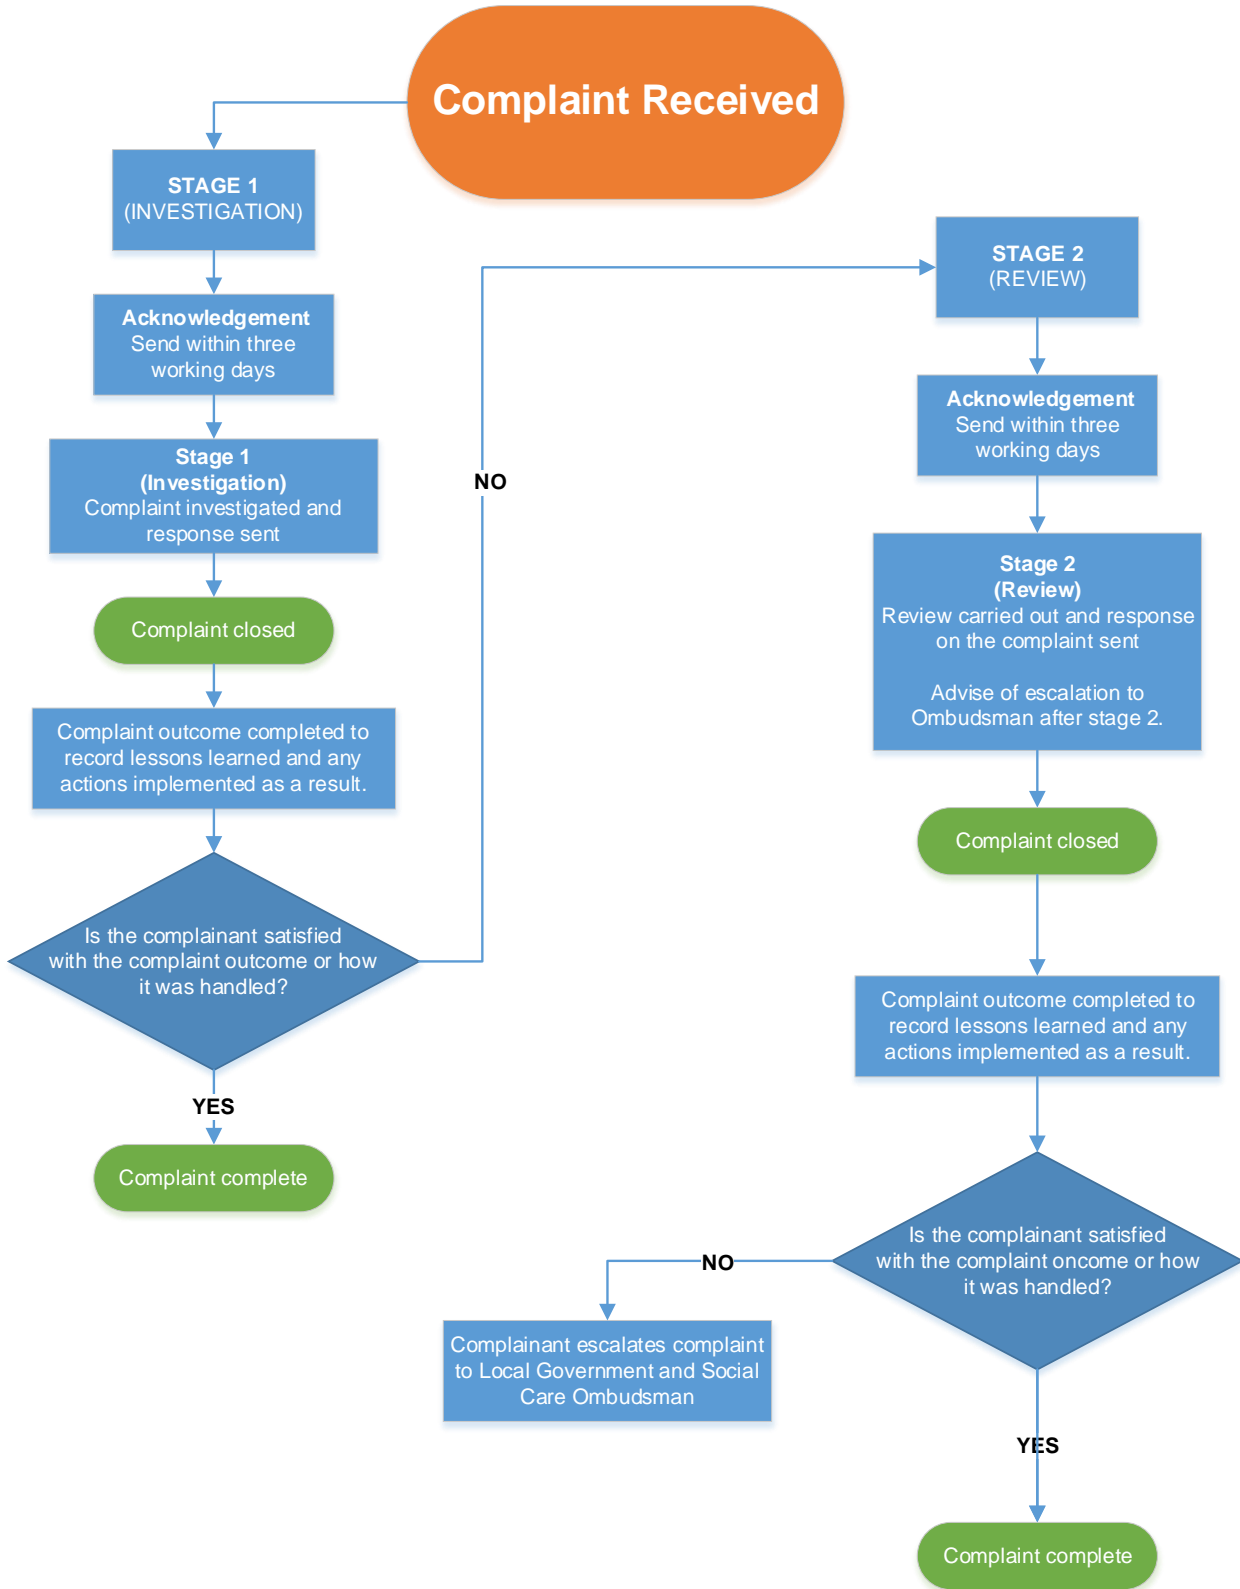 Complaint Received
STAGE 1
(INVESTIGATION)
Acknowledgement
Send within three
working days
Stage 1
(Investigation)
Complaint investigated and
response sent
Complaint closed
Complaint outcome completed to
record lessons learned and any
actions implemented as a result.
Is the complainant satisfied
with the complaint outcome or how
it was handled?
YES
Complaint complete
NO
STAGE 2
(REVIEW)
Acknowledgement
Send within three
working days
Stage 2
(Review)
Review carried out and response
on the complaint sent
Advise of escalation to
Ombudsman after stage 2.
Complaint closed
Complaint outcome completed to
record lessons learned and any
actions implemented as a result.
Is the complainant satisfied
with the complaint oncome or how
it was handled?
NO
Complainant escalates complaint
to Local Government and Social
Care Ombudsman
YES
Complaint complete